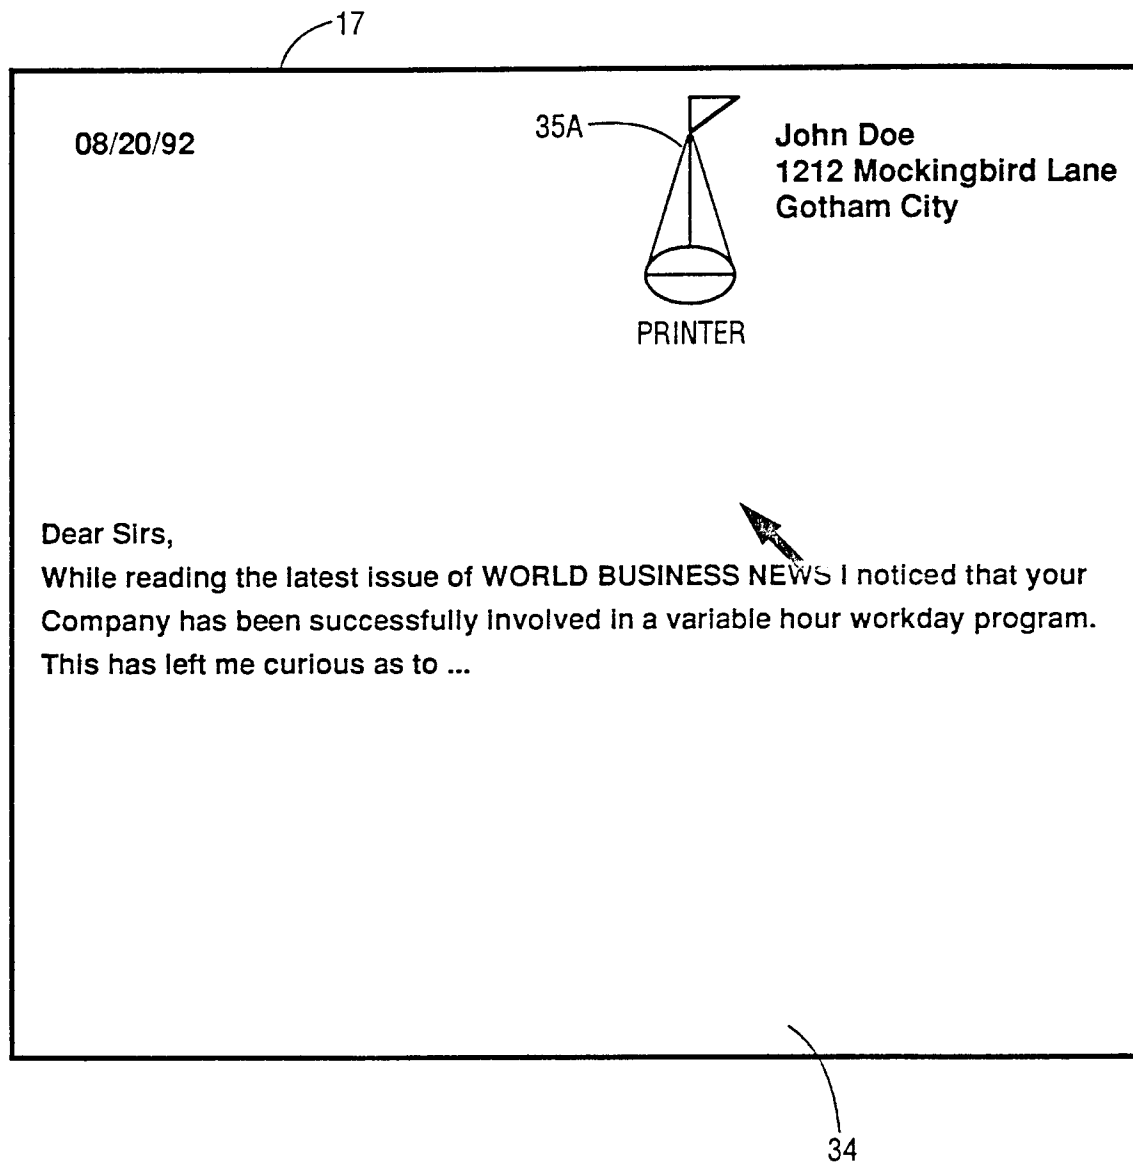 17
08/20/92
35A
John Doe
1212 Mockingbird Lane
Gotham City
PRINTER
Dear Sirs,
While reading the latest issue of WORLD BUSINESS NEWS I noticed that your
Company has been successfully involved in a variable hour workday program.
This has left me curious as to ...
34